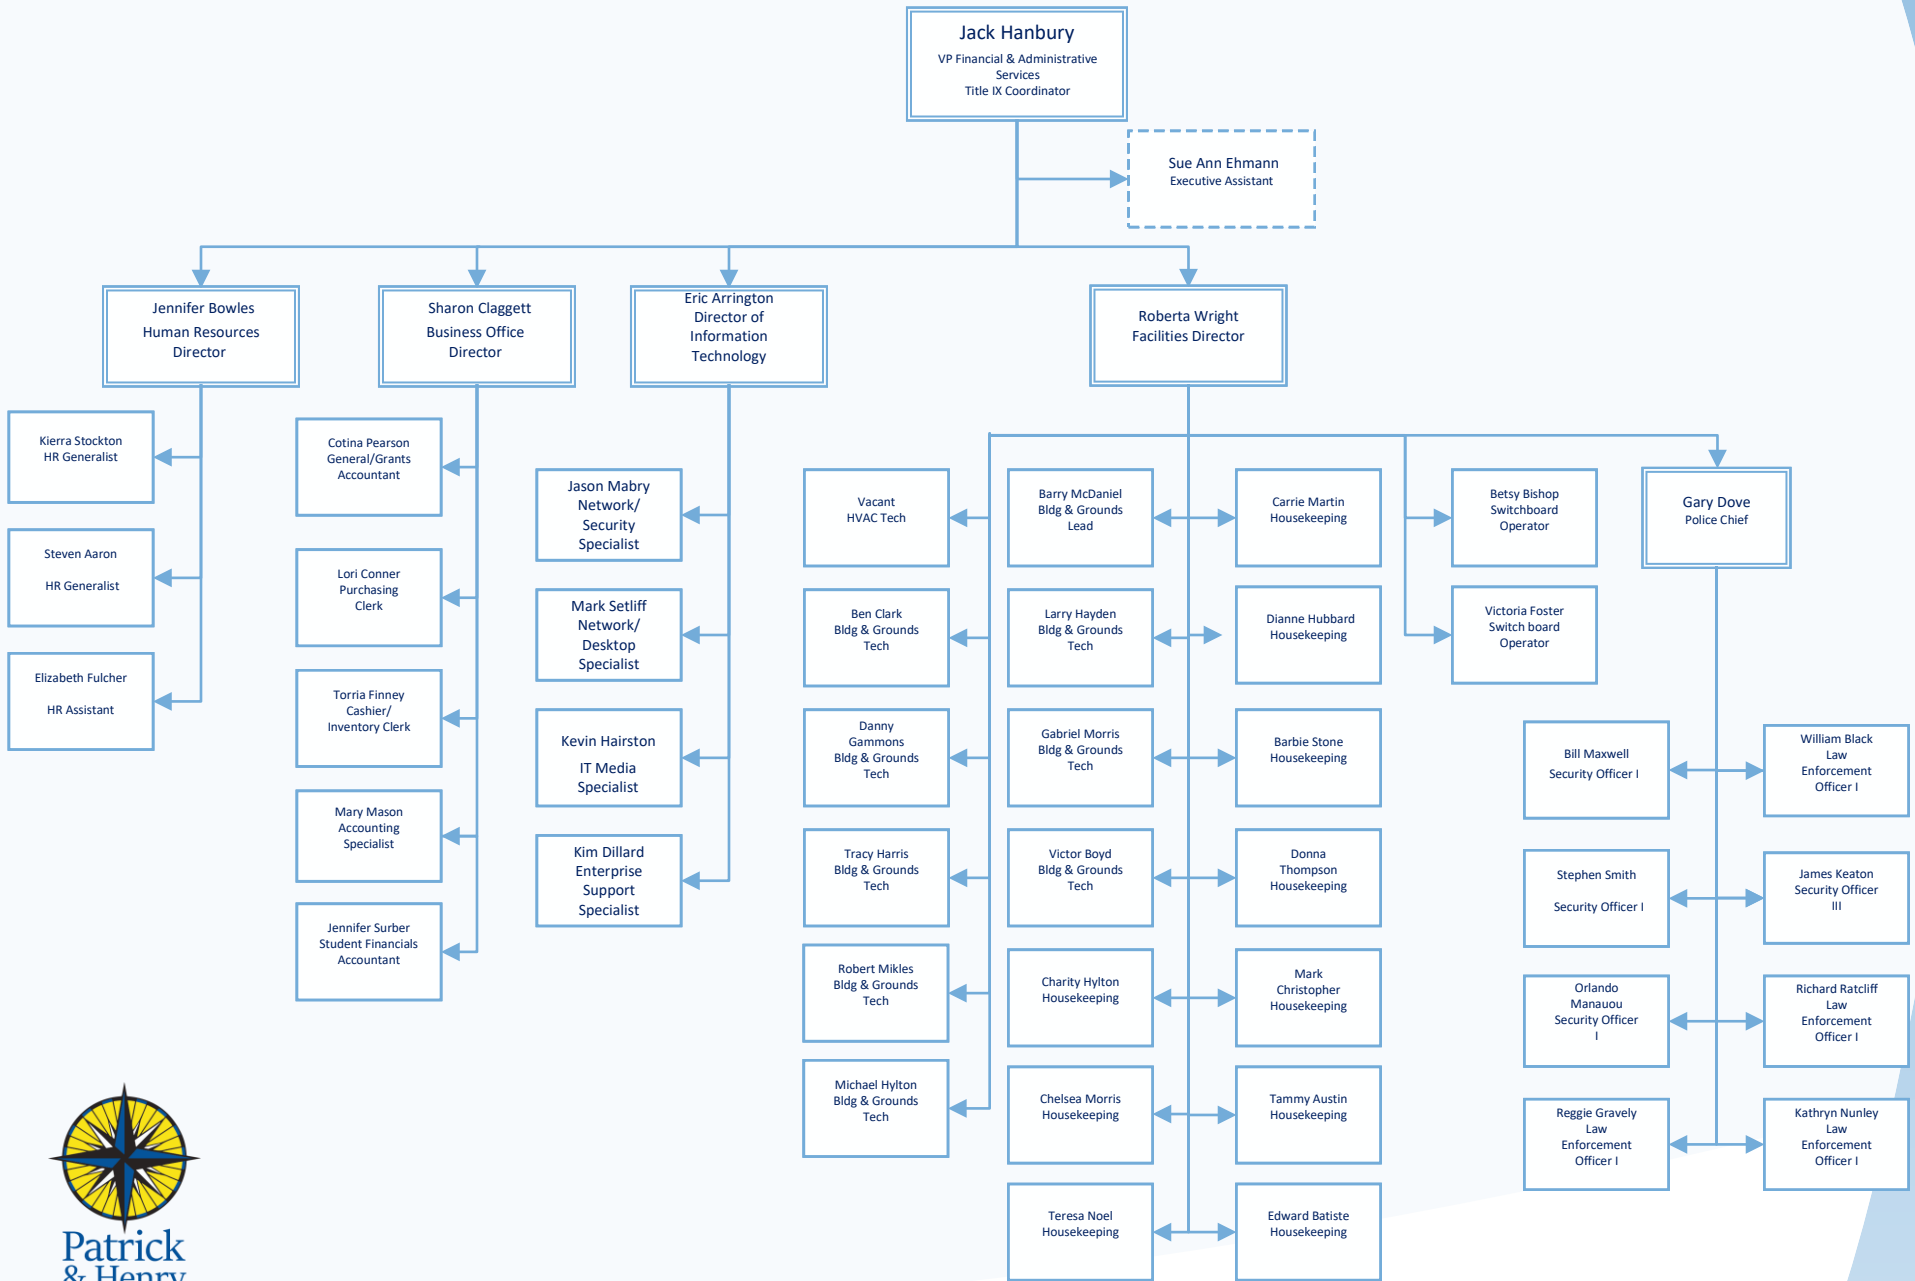 Jack Hanbury
VP Financial & Administrative
Services
Title IX Coordinator
Sue Ann Ehmann
Executive Assistant
Jennifer Bowles
Human Resources
Director
Sharon Claggett
Business Office
Director
Eric Arrington
Director of
Information
Technology
Roberta Wright
Facilities Director
Kierra Stockton
HR Generalist
Steven Aaron
HR Generalist
Elizabeth Fulcher
HR Assistant
Cotina Pearson
General/Grants
Accountant
Lori Conner
Purchasing
Clerk
Torria Finney
Cashier/
Inventory Clerk
Mary Mason
Accounting
Specialist
Jennifer Surber
Student Financials
Accountant
Jason Mabry
Network/
Security
Specialist
Mark Setliff
Network/
Desktop
Specialist
Kevin Hairston
IT Media
Specialist
Kim Dillard
Enterprise
Support
Specialist
Vacant
HVAC Tech
Ben Clark
Bldg & Grounds
Tech
Danny
Gammons
Bldg & Grounds
Tech
Tracy Harris
Bldg & Grounds
Tech
Robert Mikles
Bldg & Grounds
Tech
Michael Hylton
Bldg & Grounds
Tech
Barry McDaniel
Bldg & Grounds
Lead
Larry Hayden
Bldg & Grounds
Tech
Gabriel Morris
Bldg & Grounds
Tech
Victor Boyd
Bldg & Grounds
Tech
Charity Hylton
Housekeeping
Chelsea Morris
Housekeeping
Teresa Noel
Housekeeping
Carrie Martin
Housekeeping
Dianne Hubbard
Housekeeping
Barbie Stone
Housekeeping
Donna
Thompson
Housekeeping
Mark
Christopher
Housekeeping
Tammy Austin
Housekeeping
Edward Batiste
Housekeeping
Betsy Bishop
Switchboard
Operator
Victoria Foster
Switch board
Operator
Gary Dove
Police Chief
Bill Maxwell
Security Officer I
Stephen Smith
Security Officer I
Orlando
Manauou
Security Officer
I
Reggie Gravely
Law
Enforcement
Officer I
William Black
Law
Enforcement
Officer I
James Keaton
Security Officer
III
Richard Ratcliff
Law
Enforcement
Officer I
Kathryn Nunley
Law
Enforcement
Officer I
Patrick
& Henry